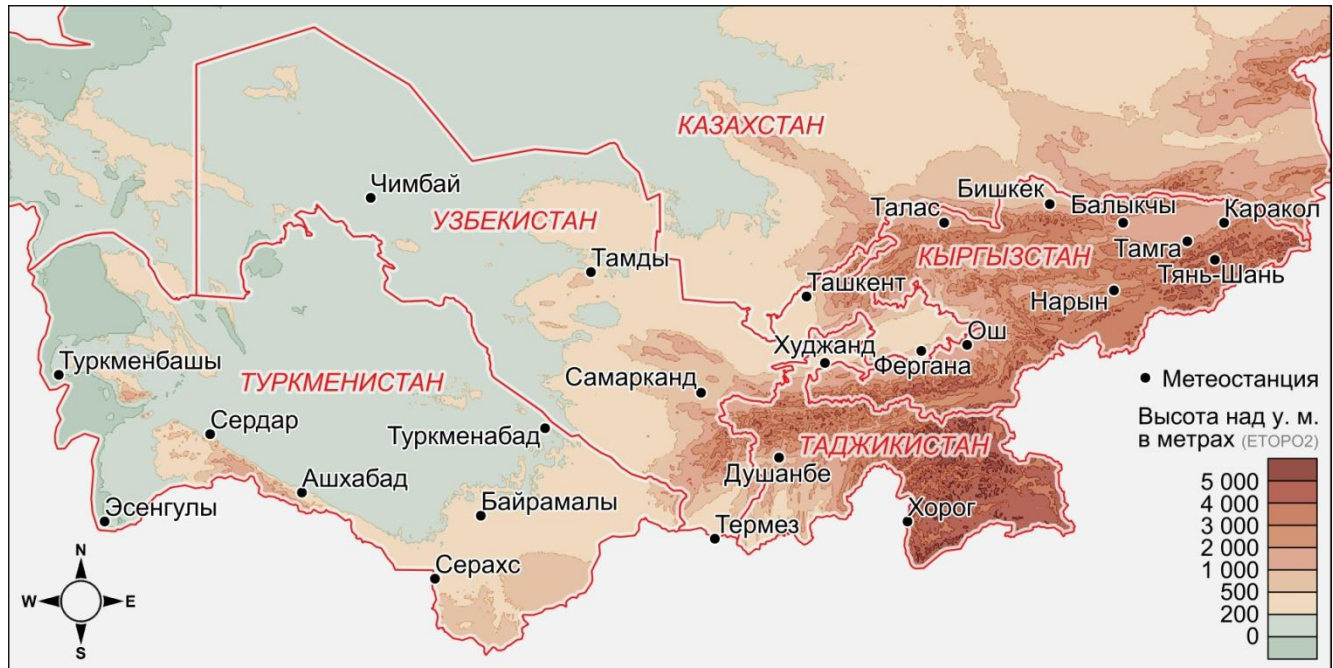 КАЗАХСТАН
Чимбай
УЗБЕКИСТАН
Бишкек
Талас
Балыкчы
Каракол
КЫРГЫЗСТАН
Тамга
Тянь-Шань
Тамды
Ташкент
Нарын
Туркменбашы
ТУРКМЕНИСТАН
Худжанд
Ош
Фергана
Самарканд
Сердар
Туркменабад
ТАДЖИКИСТАН
Душанбе
Ашхабад
Эсенгулы
Байрамалы
Термез
Хорог
Серахс
Метеостанция
Высота над у. м.
в метрах (ETOPO2)
5 000
4 000
3 000
2 000
1 000
500
200
0
N
W
E
S